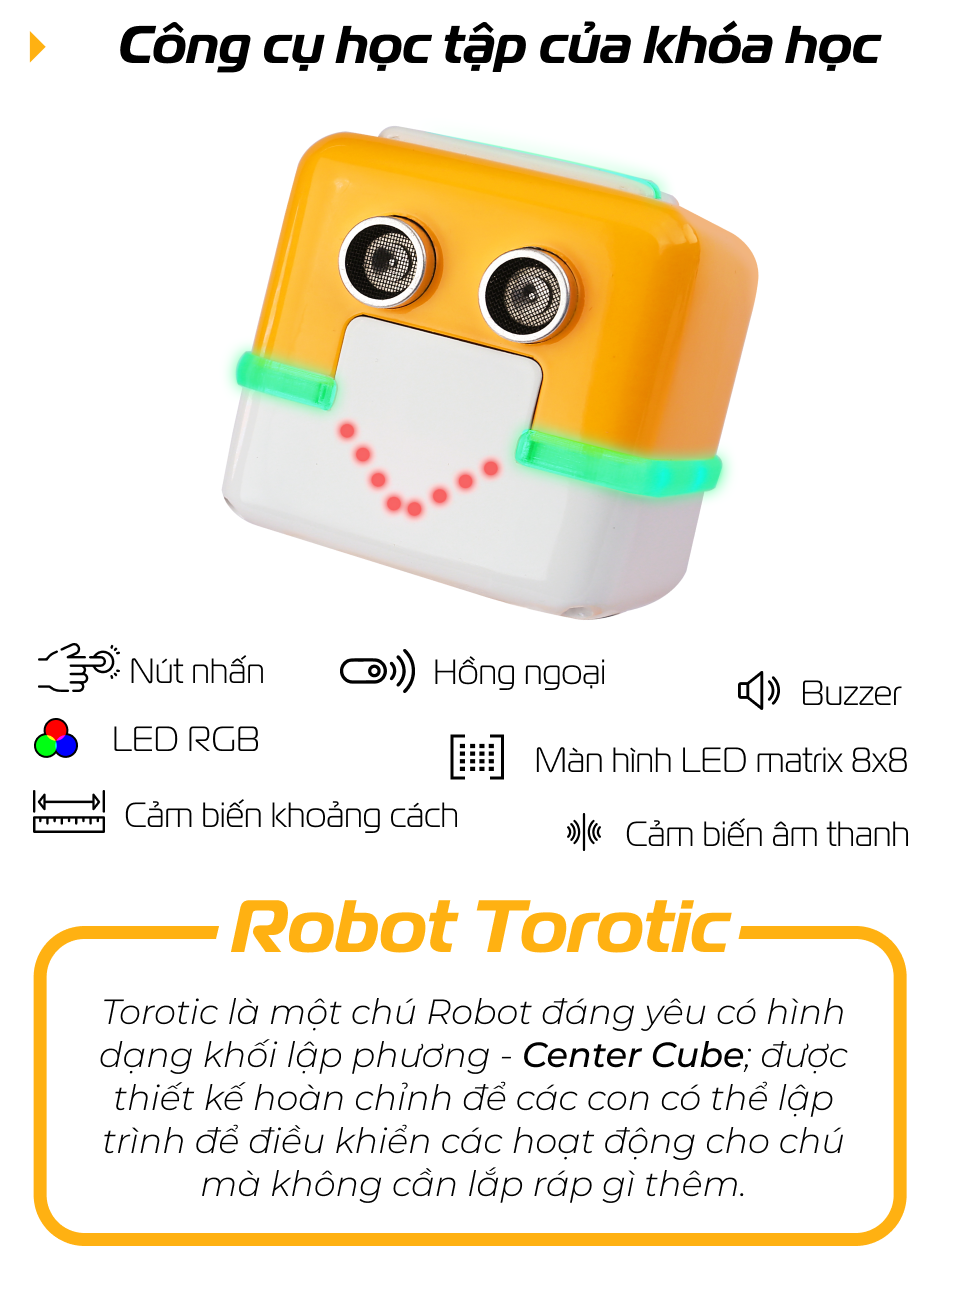 Công cụ học tập của khóa học
Nút nhấn
Hồng ngoại
Buzzer
LED RGB
Màn hình LED matrix 8x8
Cảm biến khoảng cách
Cảm biến âm thanh
Robot Torotic
Torotic là một chú Robot đáng yêu có hình
dạng khối lập phương - Center Cube; được
thiết kế hoàn chỉnh để các con có thể lập
trình để điều khiển các hoạt động cho chú
mà không cần lắp ráp gì thêm.